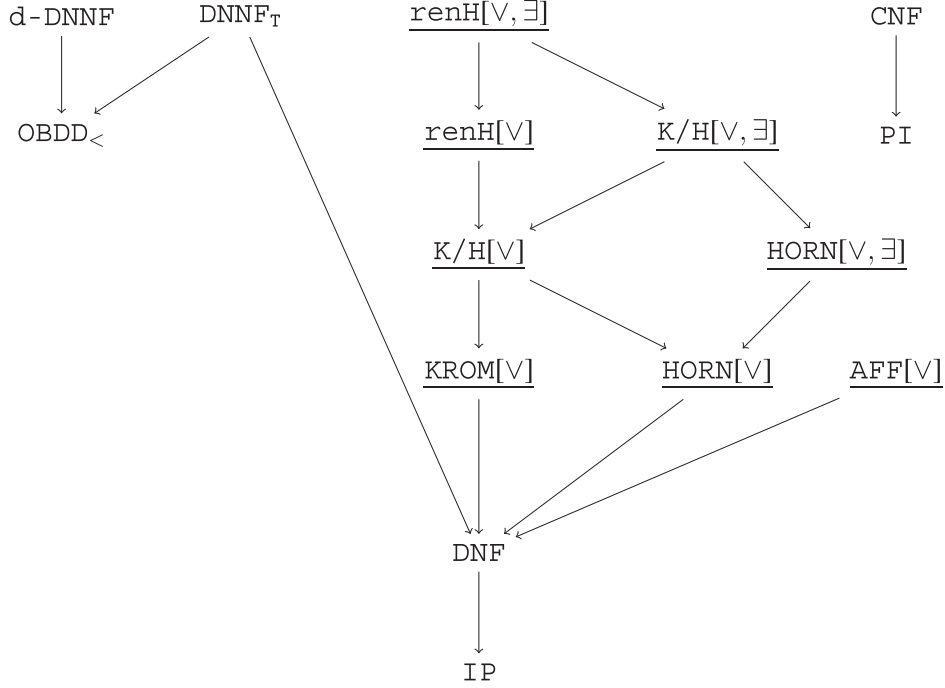 d-DNNF DNNF_T renH[∨, ∃] CNF
OBDD_< renH[∨] K/H[∨, ∃] PI
K/H[∨] HORN[∨, ∃]
KROM[∨] HORN[∨] AFF[∨]
DNF
IP